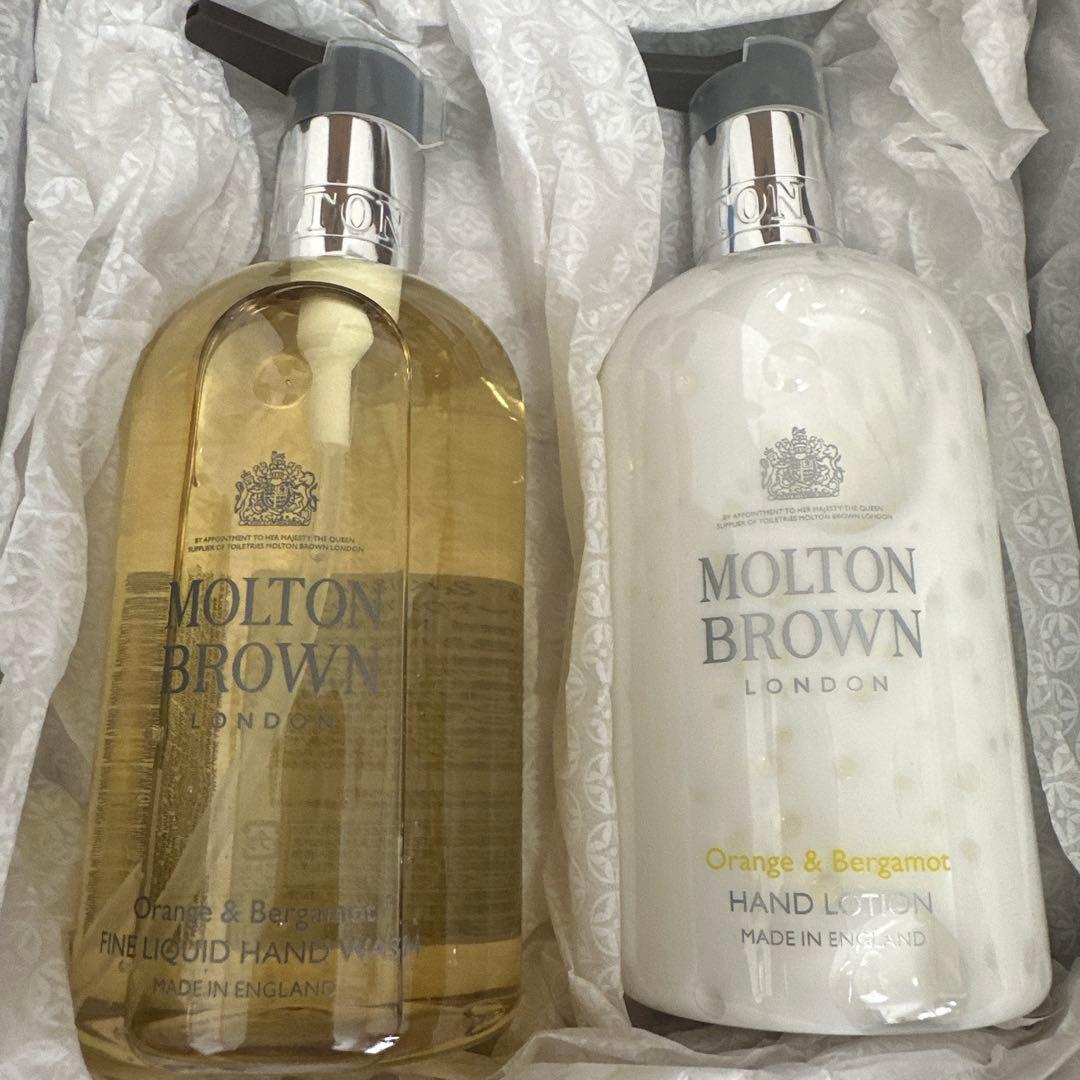 TON
BY APPOINTMENT TO HER MAJESTY THE QUEEN
SUPPLIER OF TOILETRIES MOLTON BROWN LONDON
MOLTON
BROWN
LONDON
Orange & Bergamot
FINE LIQUID HAND WASH
MADE IN ENGLAND
TON
BY APPOINTMENT TO HER MAJESTY THE QUEEN
SUPPLIER OF TOILETRIES MOLTON BROWN LONDON
MOLTON
BROWN
LONDON
Orange & Bergamot
HAND LOTION
MADE IN ENGLAND